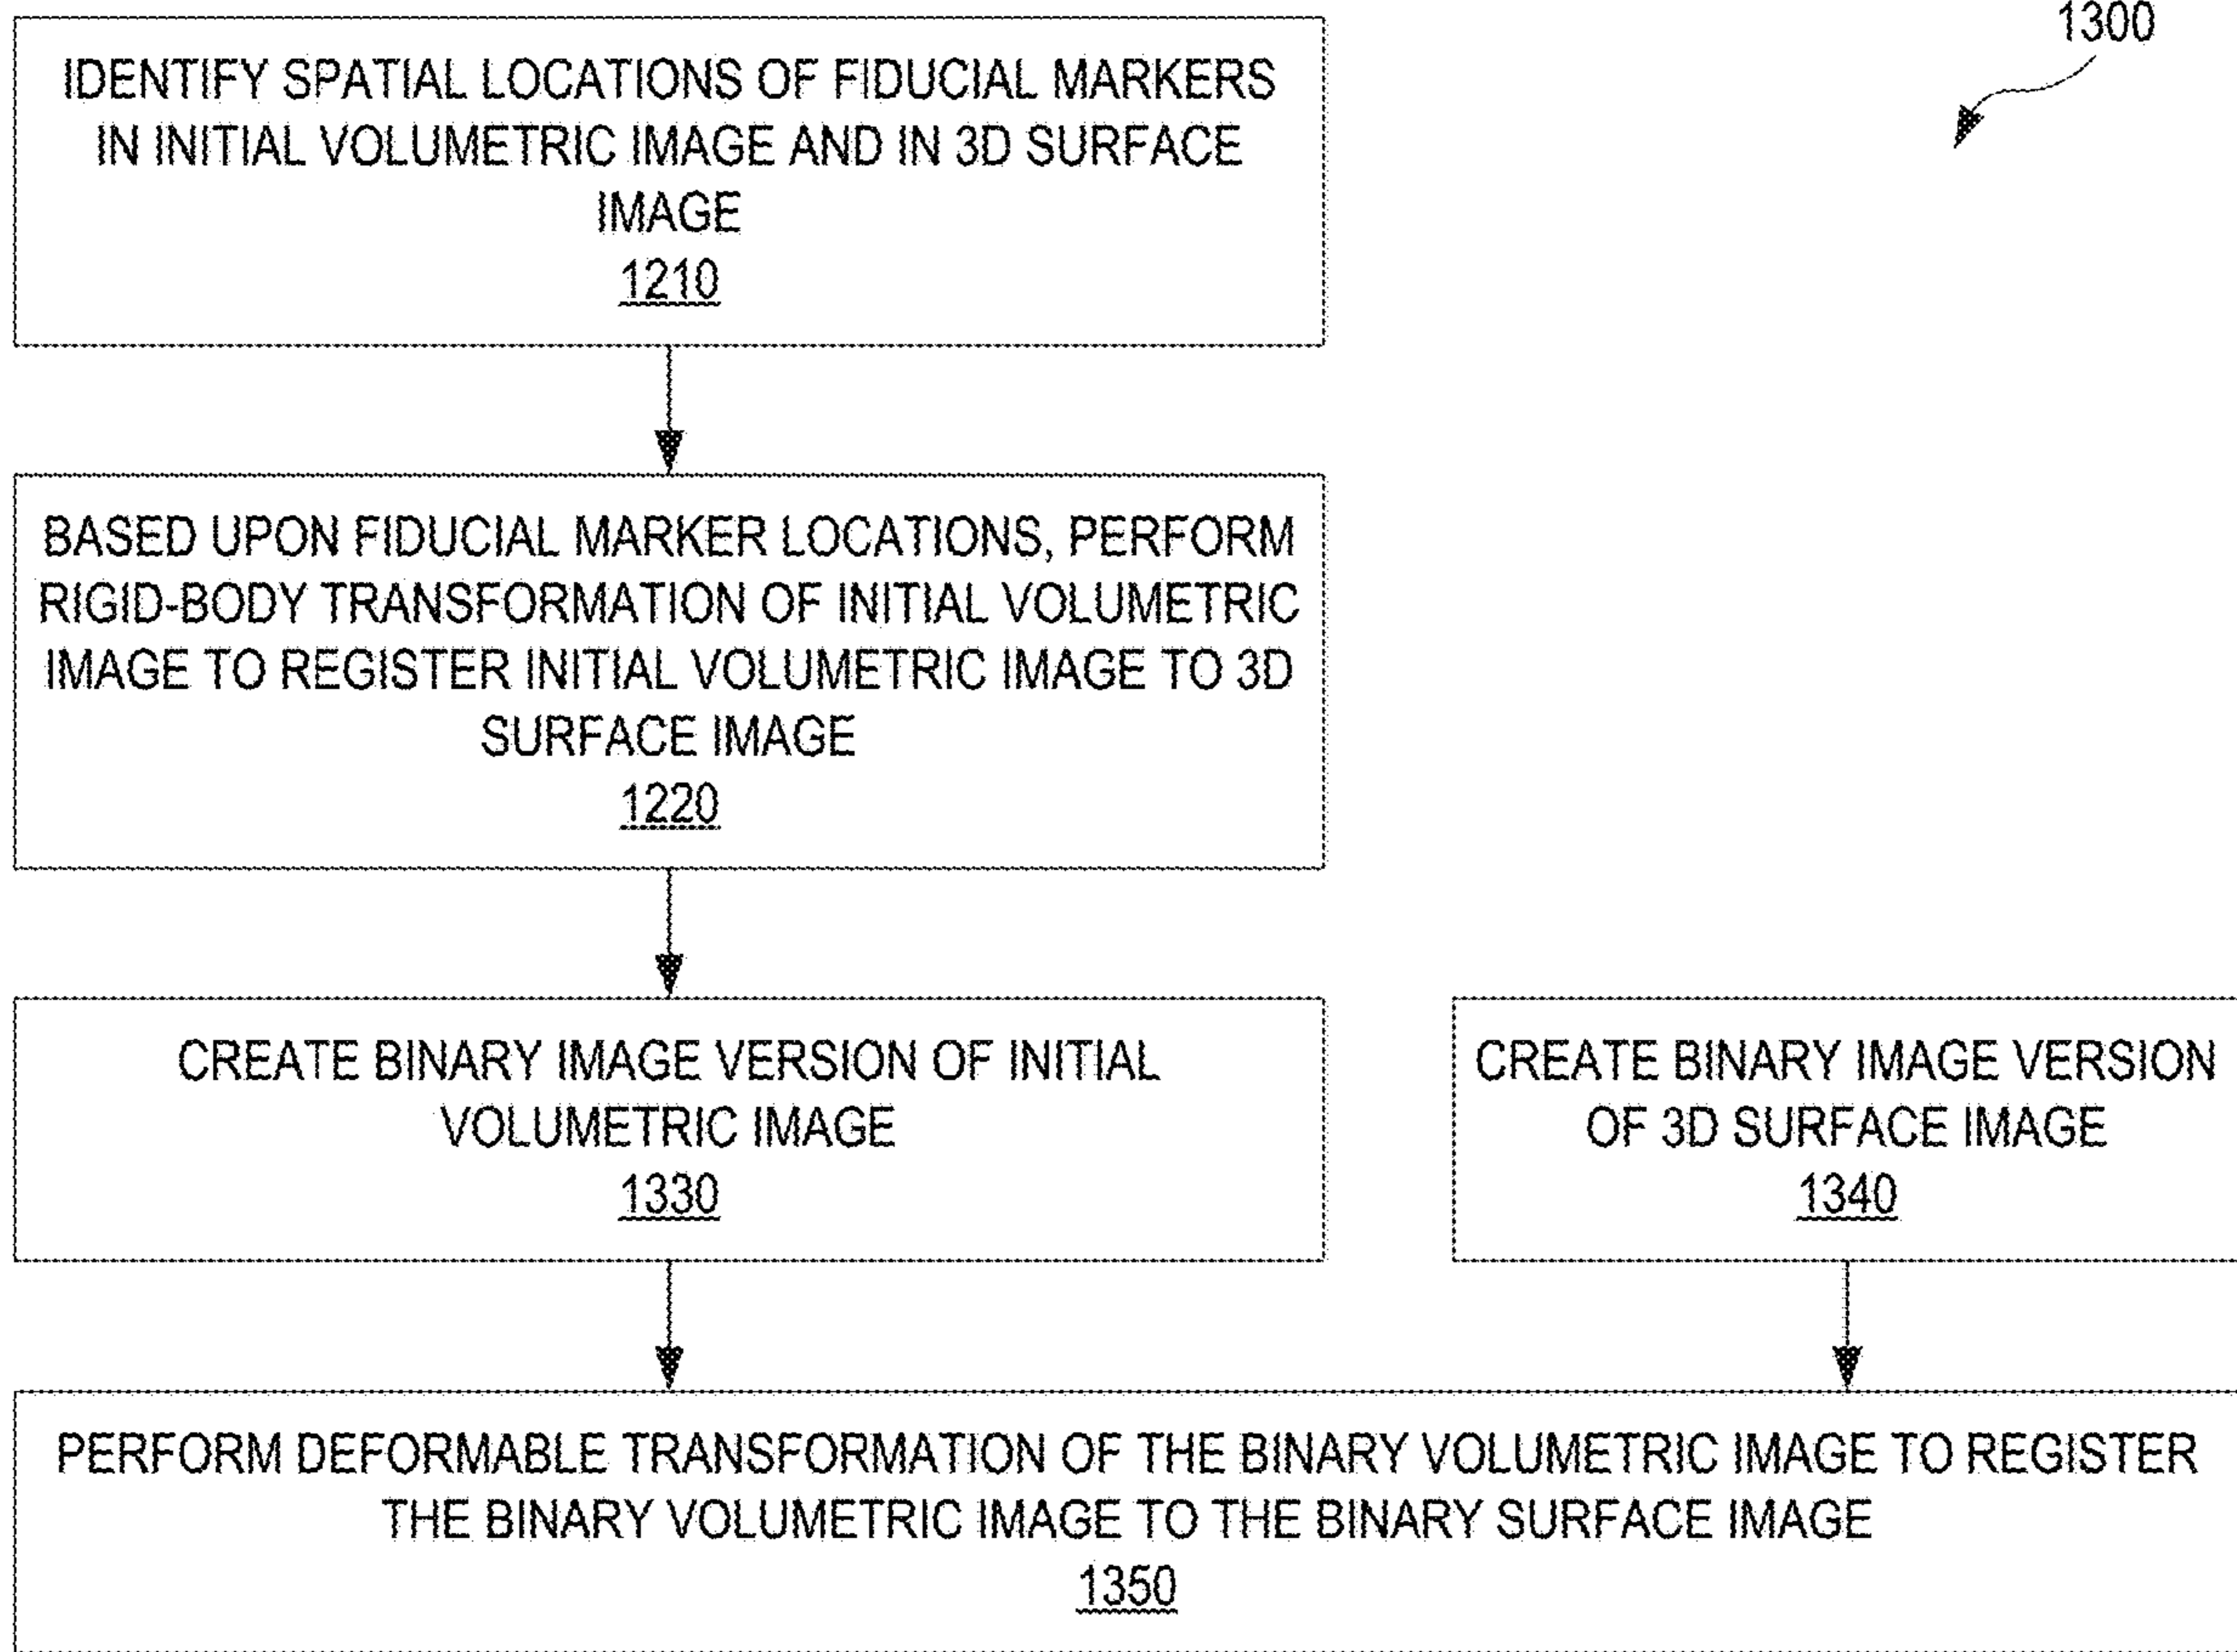 1300
IDENTIFY SPATIAL LOCATIONS OF FIDUCIAL MARKERS
IN INITIAL VOLUMETRIC IMAGE AND IN 3D SURFACE
IMAGE
1210
BASED UPON FIDUCIAL MARKER LOCATIONS, PERFORM
RIGID-BODY TRANSFORMATION OF INITIAL VOLUMETRIC
IMAGE TO REGISTER INITIAL VOLUMETRIC IMAGE TO 3D
SURFACE IMAGE
1220
CREATE BINARY IMAGE VERSION OF INITIAL
VOLUMETRIC IMAGE
1330
CREATE BINARY IMAGE VERSION
OF 3D SURFACE IMAGE
1340
PERFORM DEFORMABLE TRANSFORMATION OF THE BINARY VOLUMETRIC IMAGE TO REGISTER
THE BINARY VOLUMETRIC IMAGE TO THE BINARY SURFACE IMAGE
1350